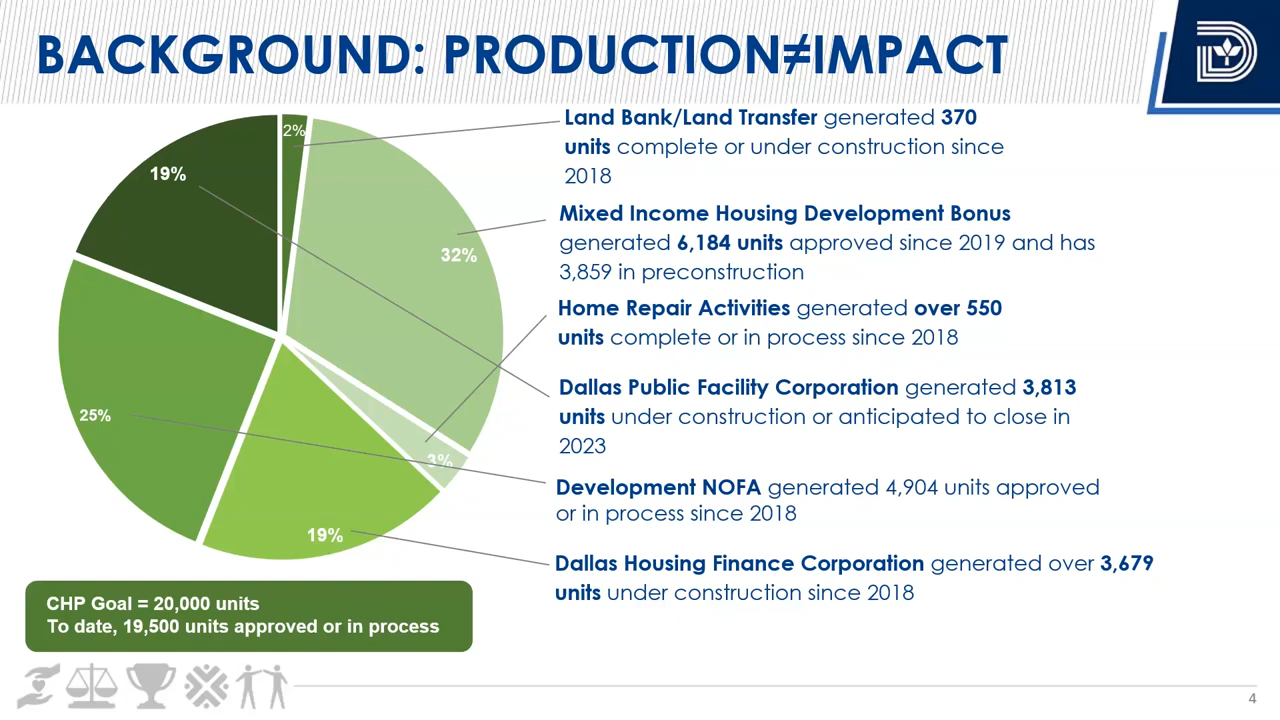 BACKGROUND: PRODUCTION≠IMPACT
2%
19%
32%
25%
3%
19%
Land Bank/Land Transfer generated 370
units complete or under construction since
2018
Mixed Income Housing Development Bonus
generated 6,184 units approved since 2019 and has
3,859 in preconstruction
Home Repair Activities generated over 550
units complete or in process since 2018
Dallas Public Facility Corporation generated 3,813
units under construction or anticipated to close in
2023
Development NOFA generated 4,904 units approved
or in process since 2018
Dallas Housing Finance Corporation generated over 3,679
units under construction since 2018
CHP Goal = 20,000 units
To date, 19,500 units approved or in process
4